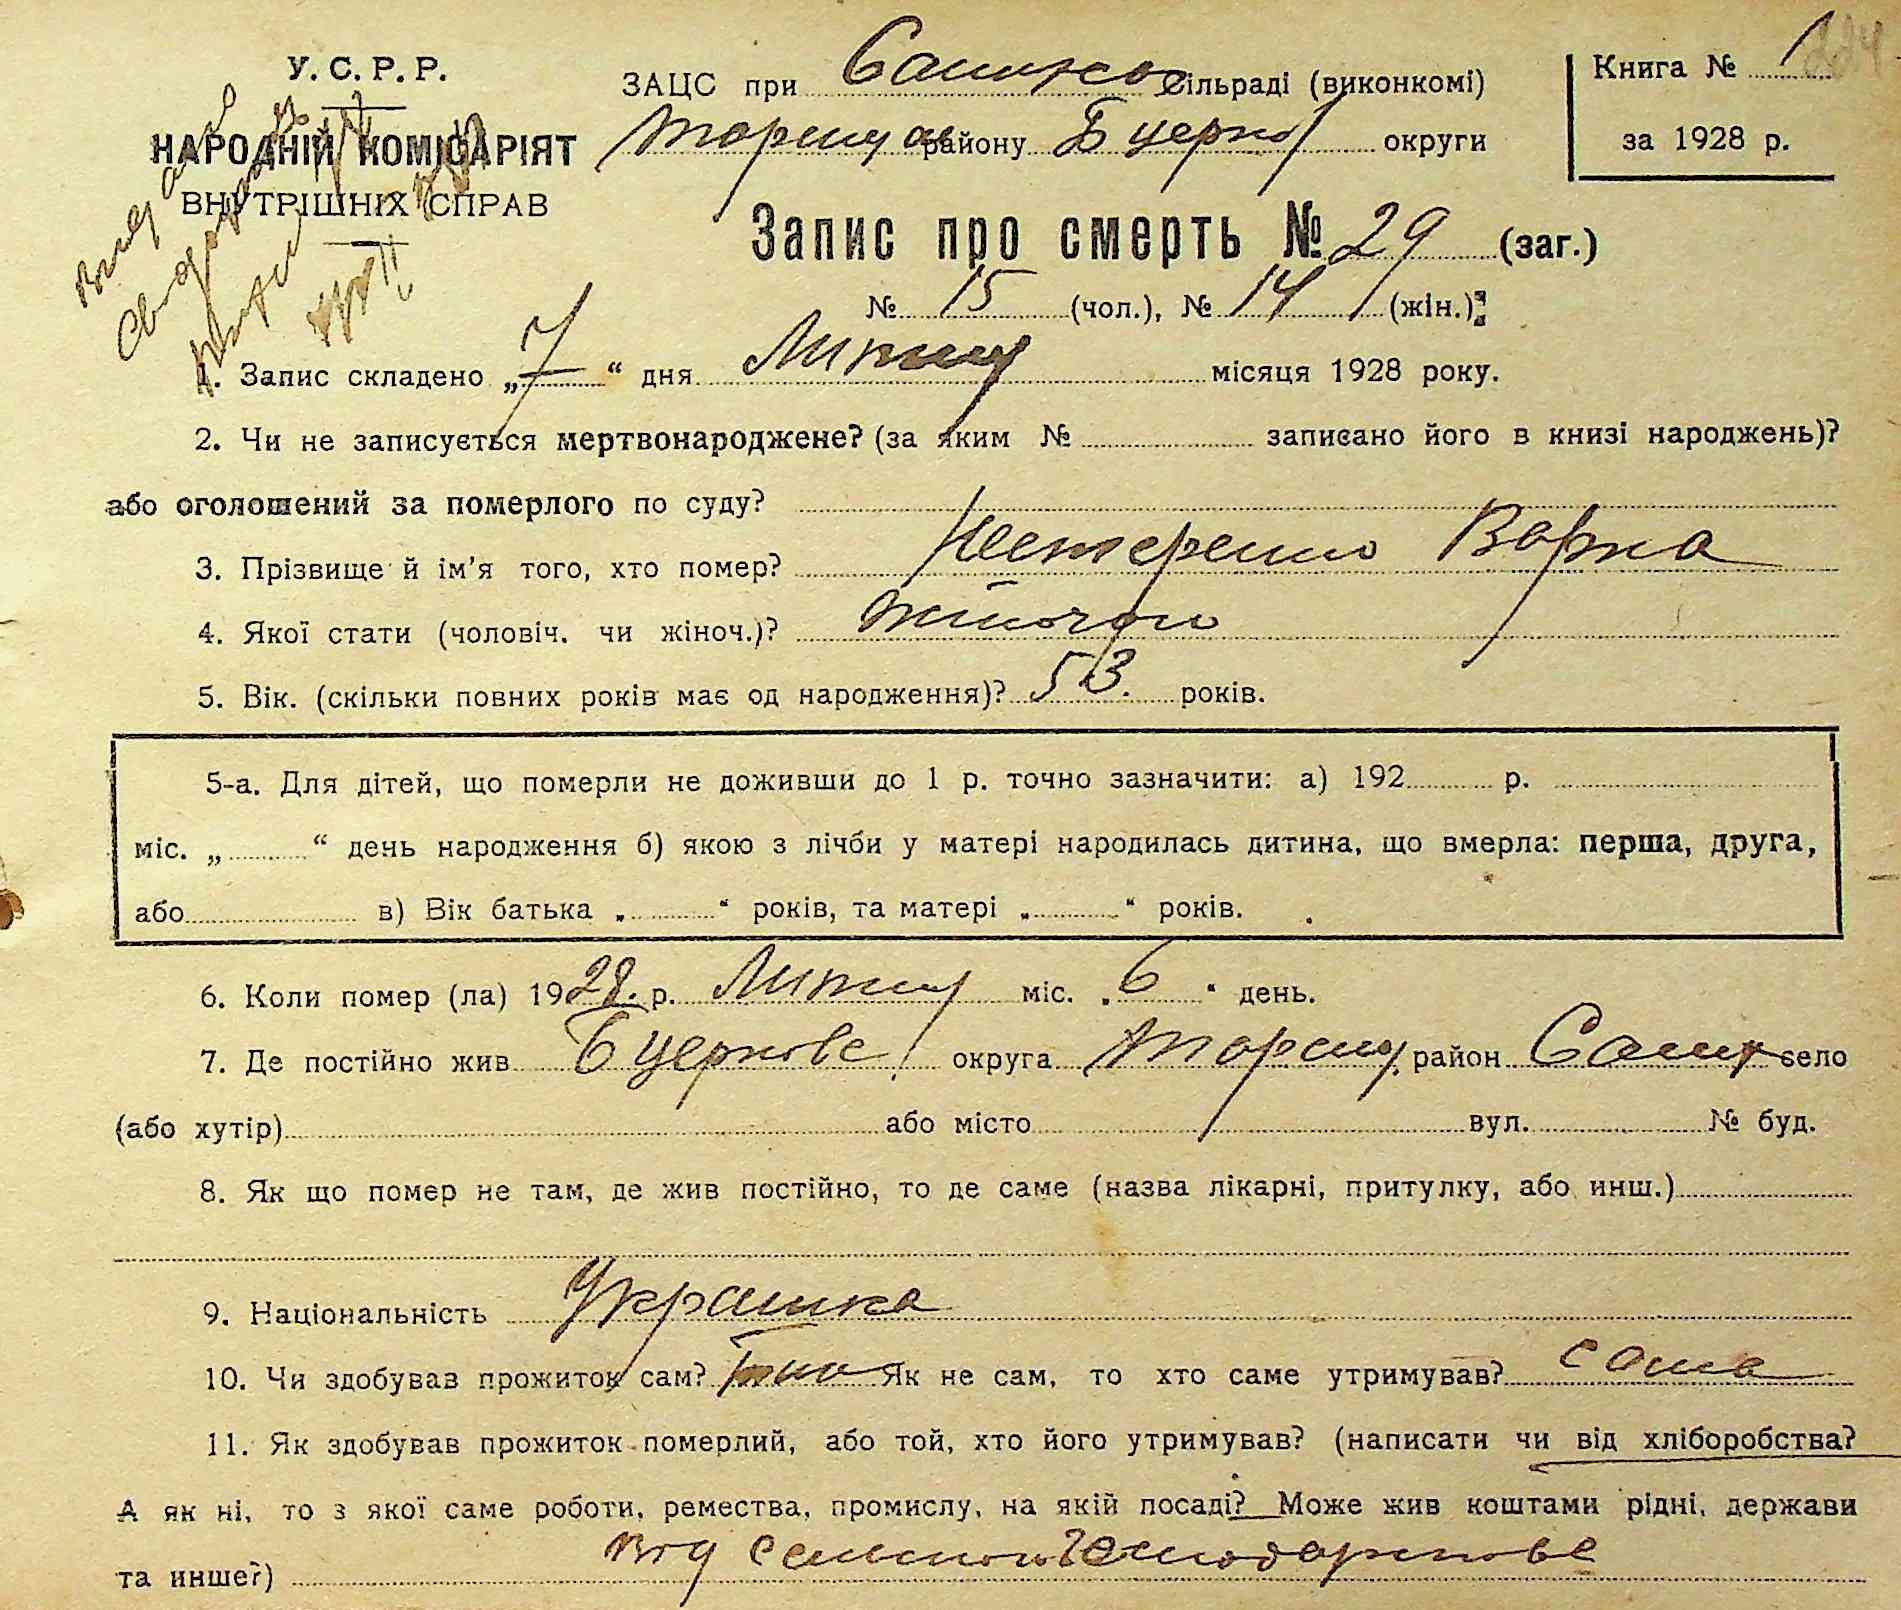 У. С. Р. Р.
НАРОДНІЙ КОМІСАРІЯТ
ВНУТРІШНІХ СПРАВ
ЗАЦС при сільраді (виконкомі)
району Б церков округи
Книга № 1
за 1928 р.
Запис про смерть № 29 (заг.)
№ 15 (чол.), № 14 (жін.):
1. Запис складено „ 7 “ дня Липня місяця 1928 року.
2. Чи не записується мертвонароджене? (за яким № записано його в книзі народжень)?
або оголошений за померлого по суду?
3. Прізвище й ім’я того, хто помер? Нестеренко Варка
4. Якої стати (чоловіч. чи жіноч.)?
5. Вік. (скільки повних років має од народження)? 53. років.
5-а. Для дітей, що померли не доживши до 1 р. точно зазначити: а) 192 р.
міс. „ “ день народження б) якою з лічби у матері народилась дитина, що вмерла: перша, друга,
або в) Вік батька „ “ років, та матері „ “ років.
6. Коли помер (ла) 1928. р. Липня міс. „ 6 “ день.
7. Де постійно жив Б церкове округа район село
(або хутір) або місто вул. № буд.
8. Як що помер не там, де жив постійно, то де саме (назва лікарні, притулку, або инш.)
9. Національність Українка
10. Чи здобував прожиток сам? Як не сам, то хто саме утримував? сама
11. Як здобував прожиток померлий, або той, хто його утримував? (написати чи від хліборобства?
А як ні, то з якої саме роботи, ремества, промислу, на якій посаді? Може жив коштами рідні, держави
та инше?) Від